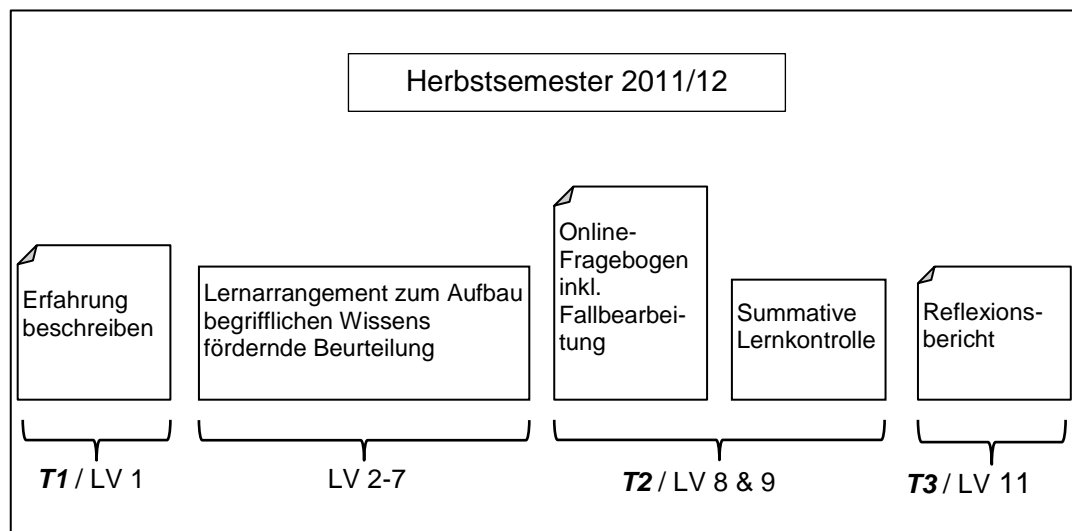 Herbstsemester 2011/12
Erfahrung
beschreiben
Lernarrangement zum Aufbau
begrifflichen Wissens
fördernde Beurteilung
Online-
Fragebogen
inkl.
Fallbearbei-
tung
Summative
Lernkontrolle
Reflexions-
bericht
T1 / LV 1
LV 2-7
T2 / LV 8 & 9
T3 / LV 11